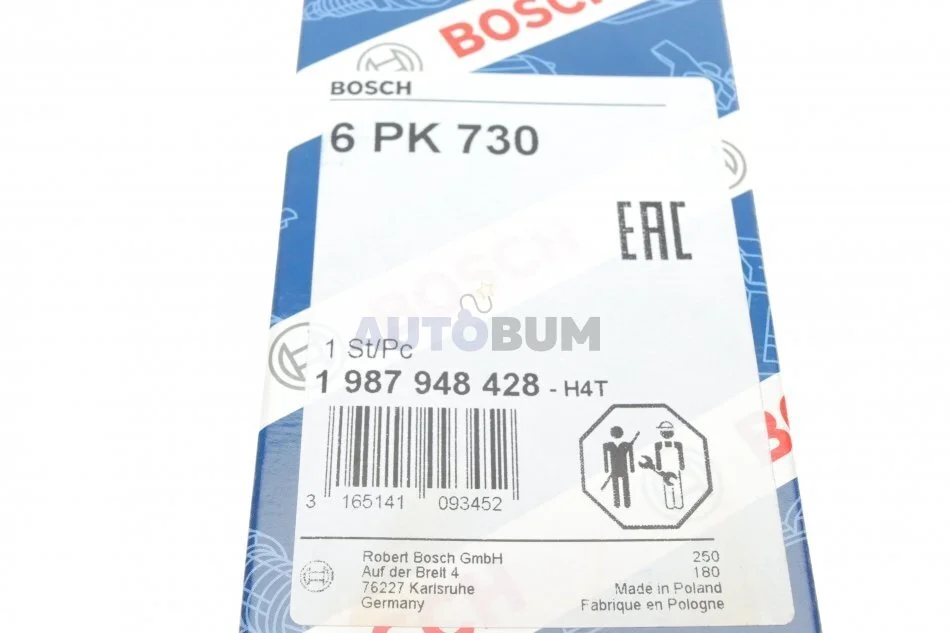 BOSCH
BOSCH
6 PK 730
EAC
BOSCH
AUTOBUM
1 St/Pc
1 987 948 428 - H4T
3 165141 093452
Robert Bosch GmbH
Auf der Breit 4
76227 Karlsruhe
Germany
250
180
Made in Poland
Fabrique en Pologne